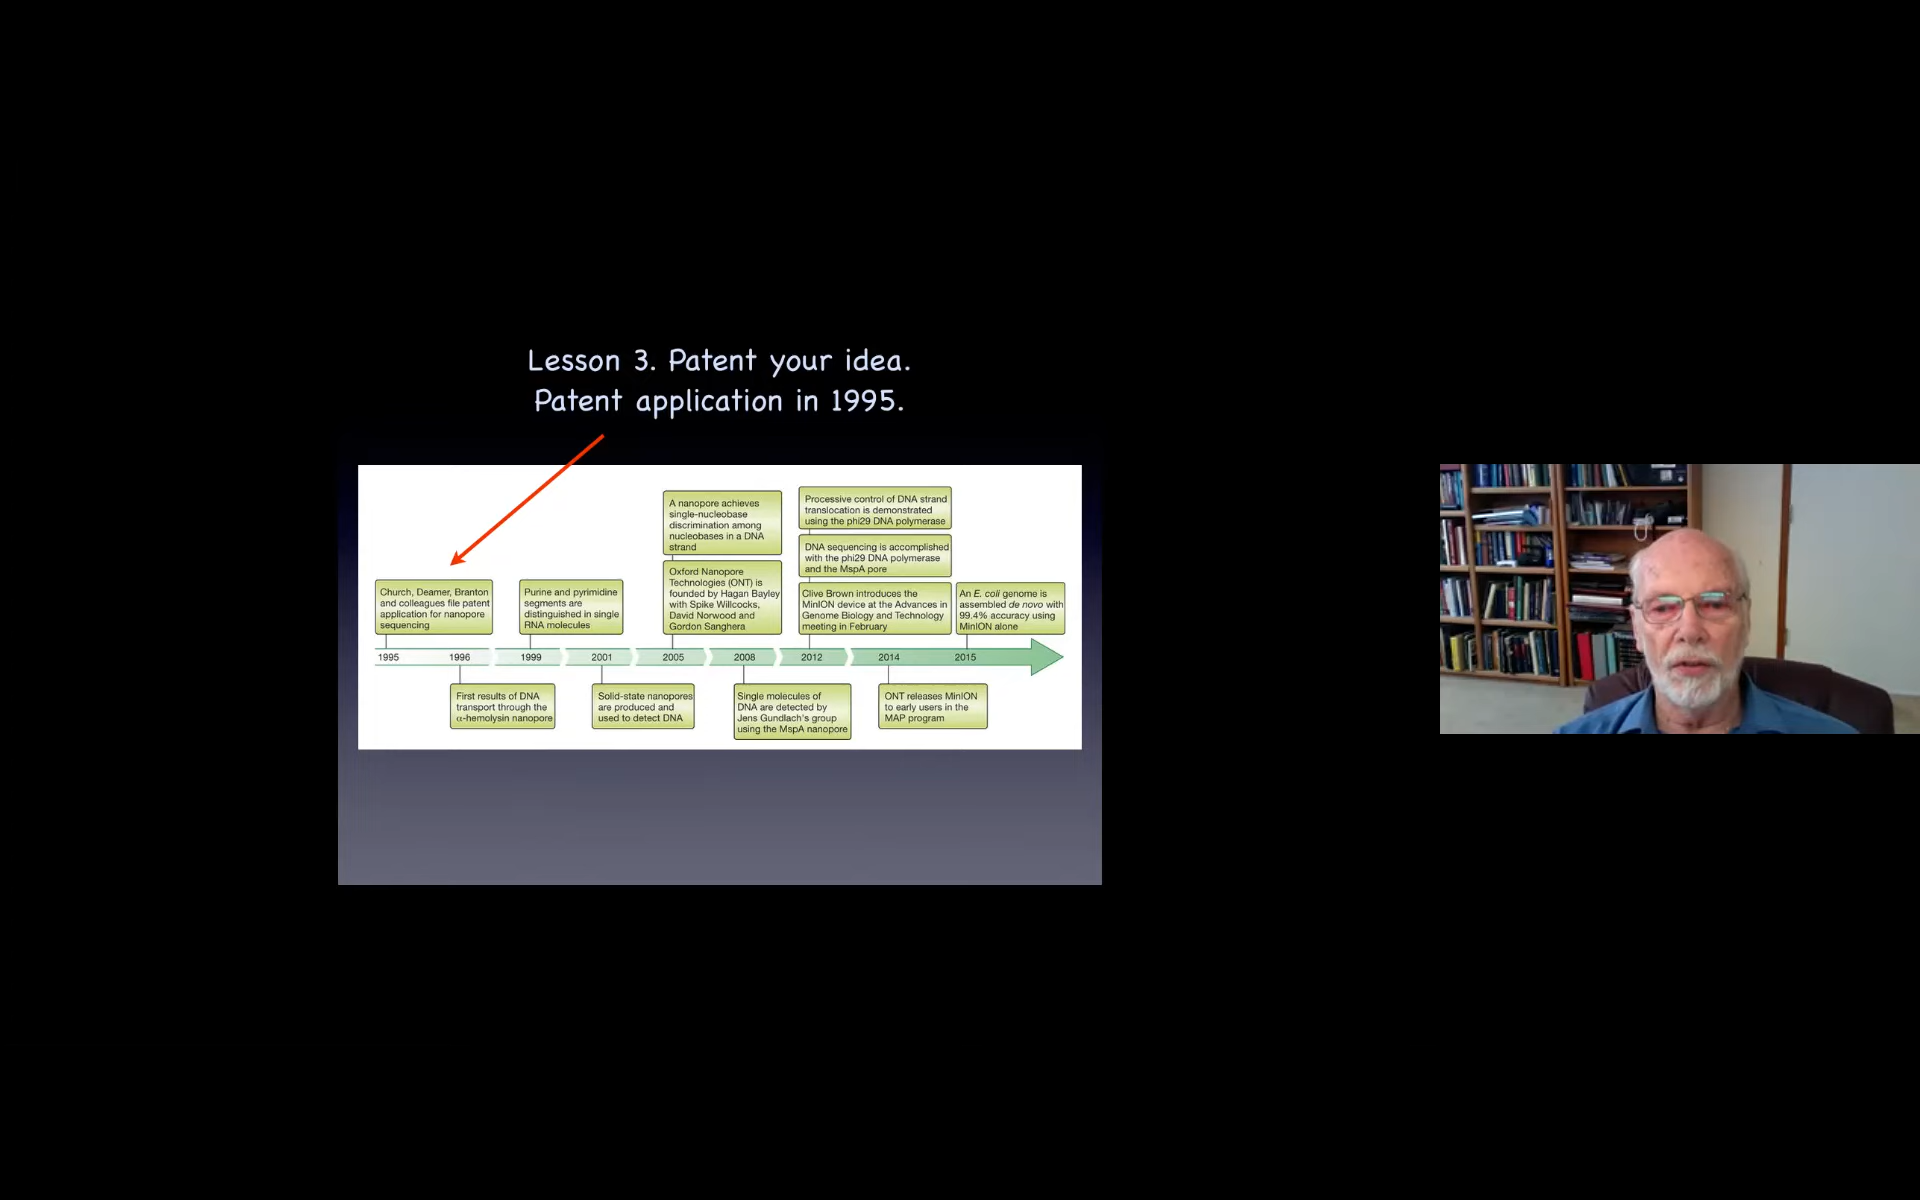 Lesson 3. Patent your idea.
Patent application in 1995.
A nanopore achieves
single-nucleobase
discrimination among
nucleobases in a DNA
strand
Processive control of DNA strand
translocation is demonstrated
using the phi29 DNA polymerase
DNA sequencing is accomplished
with the phi29 DNA polymerase
and the MspA pore
Church, Deamer, Branton
and colleagues file patent
application for nanopore
sequencing
Purine and pyrimidine
segments are
distinguished in single
RNA molecules
Oxford Nanopore
Technologies (ONT) is
founded by Hagan Bayley
with Spike Willcocks,
David Norwood and
Gordon Sanghera
Clive Brown introduces the
MinION device at the Advances in
Genome Biology and Technology
meeting in February
An E. coli genome is
assembled de novo with
99.4% accuracy using
MinION alone
1995 1996 1999 2001 2005 2008 2012 2014 2015
First results of DNA
transport through the
α-hemolysin nanopore
Solid-state nanopores
are produced and
used to detect DNA
Single molecules of
DNA are detected by
Jens Gundlach's group
using the MspA nanopore
ONT releases MinION
to early users in the
MAP program